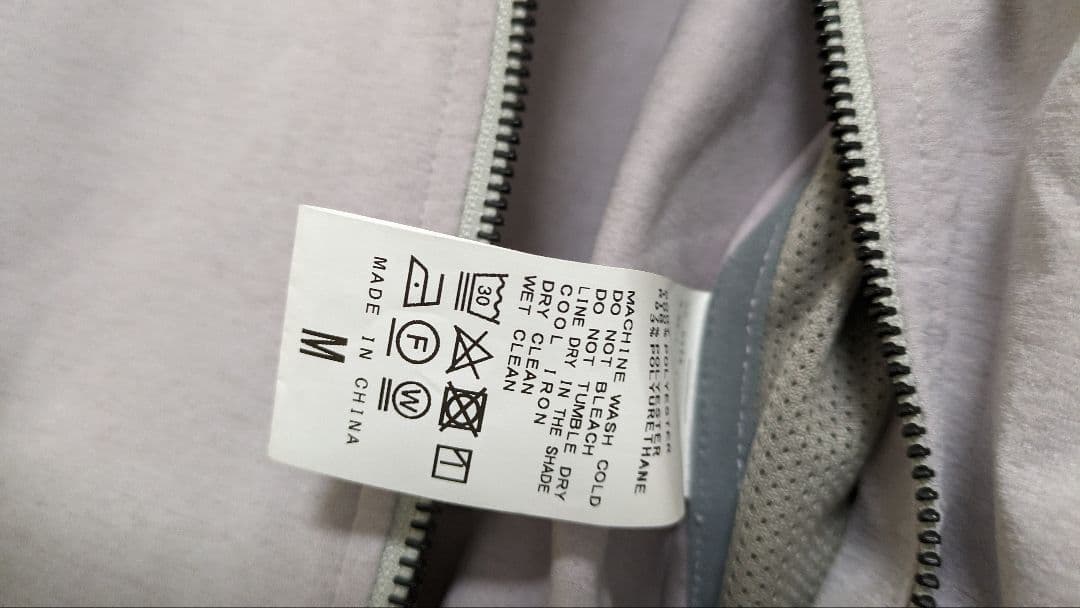 POLYESTER
POLYESTER
POLYURETHANE
MACHINE WASH COLD
DO NOT BLEACH
DO NOT TUMBLE DRY
LINE DRY IN THE SHADE
COOL IRON
DRY CLEAN
WET CLEAN
30
F W
MADE IN CHINA
M